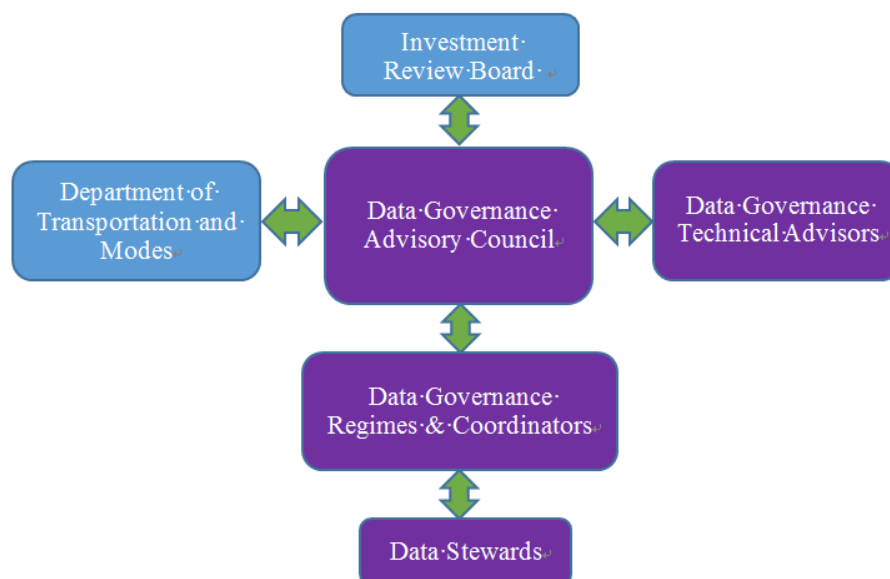 Investment
Review Board
Department of
Transportation and
Modes
Data Governance
Advisory Council
Data Governance
Technical Advisors
Data Governance
Regimes & Coordinators
Data Stewards